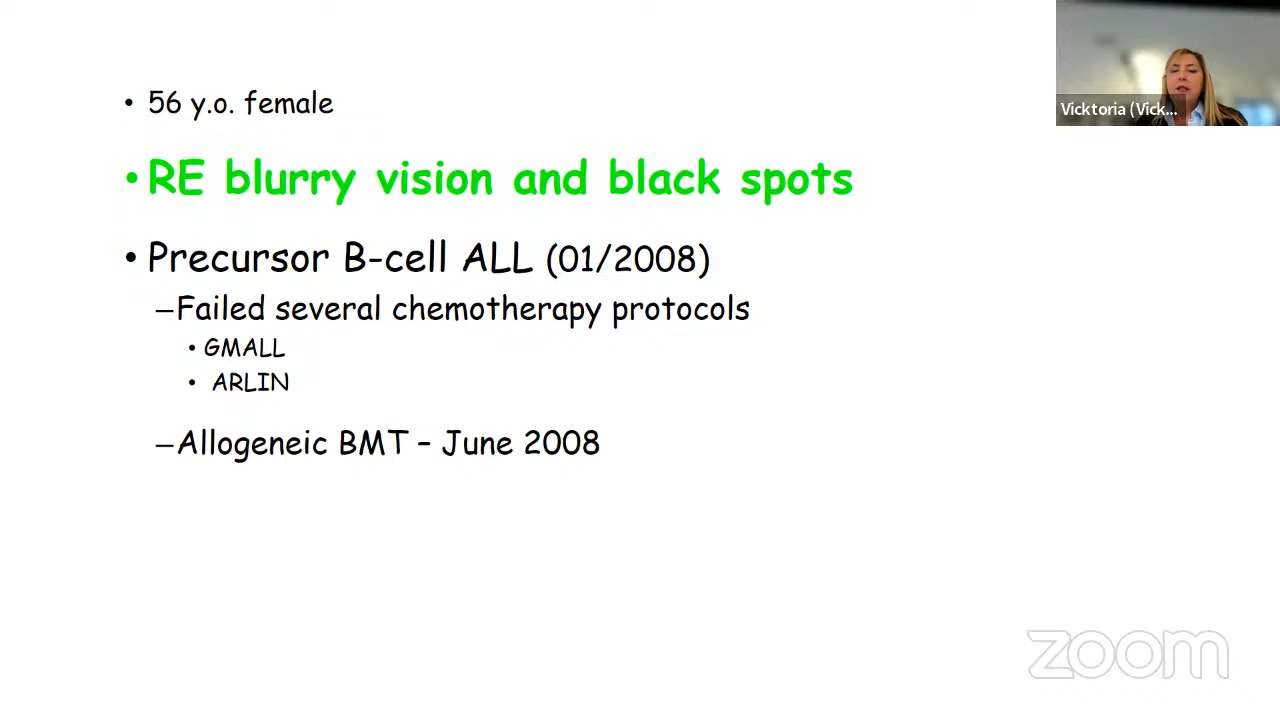 • 56 y.o. female
• RE blurry vision and black spots
• Precursor B-cell ALL (01/2008)
–Failed several chemotherapy protocols
• GMALL
• ARLIN
–Allogeneic BMT – June 2008
Vicktoria (Vick...
zoom